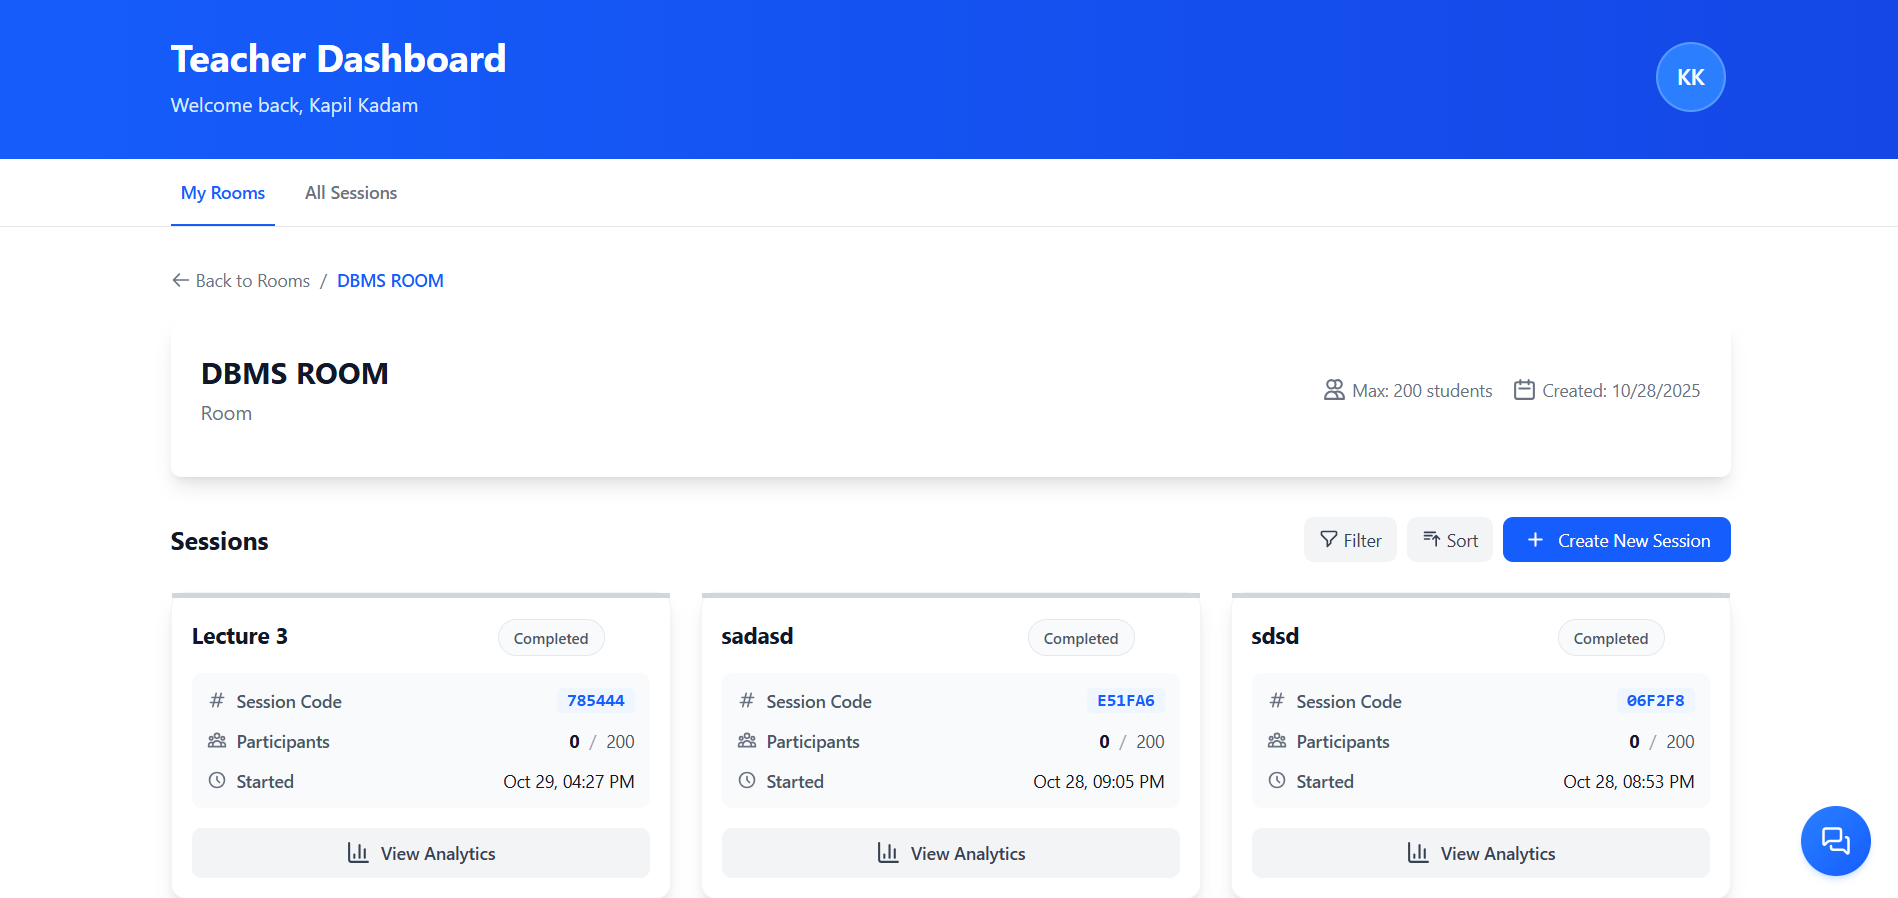 Teacher Dashboard
Welcome back, Kapil Kadam
KK
My Rooms
All Sessions
Back to Rooms / DBMS ROOM
DBMS ROOM
Room
Max: 200 students
Created: 10/28/2025
Sessions
Filter
Sort
+ Create New Session
Lecture 3
Completed
# Session Code 785444
Participants 0 / 200
Started Oct 29, 04:27 PM
View Analytics
sadasd
Completed
# Session Code E51FA6
Participants 0 / 200
Started Oct 28, 09:05 PM
View Analytics
sdsd
Completed
# Session Code 06F2F8
Participants 0 / 200
Started Oct 28, 08:53 PM
View Analytics